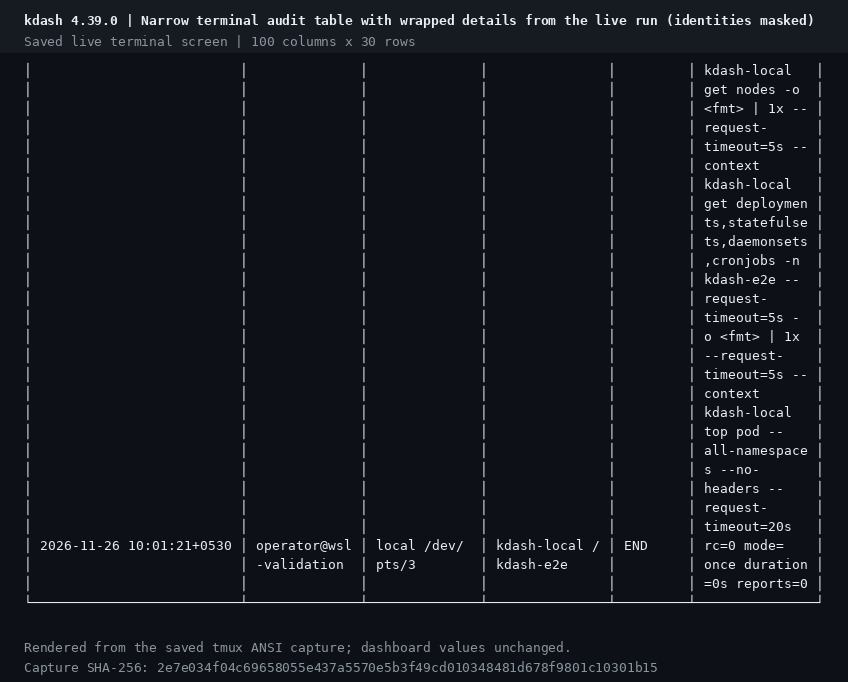 kdash 4.39.0 | Narrow terminal audit table with wrapped details from the live run (identities masked)
Saved live terminal screen | 100 columns x 30 rows
│ │ │ │ │ │ kdash-local │
│ │ │ │ │ │ get nodes -o │
│ │ │ │ │ │ <fmt> | 1x -- │
│ │ │ │ │ │ request- │
│ │ │ │ │ │ timeout=5s -- │
│ │ │ │ │ │ context │
│ │ │ │ │ │ kdash-local │
│ │ │ │ │ │ get deploymen │
│ │ │ │ │ │ ts,statefulse │
│ │ │ │ │ │ ts,daemonsets │
│ │ │ │ │ │ ,cronjobs -n │
│ │ │ │ │ │ kdash-e2e -- │
│ │ │ │ │ │ request- │
│ │ │ │ │ │ timeout=5s - │
│ │ │ │ │ │ o <fmt> | 1x │
│ │ │ │ │ │ --request- │
│ │ │ │ │ │ timeout=5s -- │
│ │ │ │ │ │ context │
│ │ │ │ │ │ kdash-local │
│ │ │ │ │ │ top pod -- │
│ │ │ │ │ │ all-namespace │
│ │ │ │ │ │ s --no- │
│ │ │ │ │ │ headers -- │
│ │ │ │ │ │ request- │
│ │ │ │ │ │ timeout=20s │
│ 2026-11-26 10:01:21+0530 │ operator@wsl │ local /dev/ │ kdash-local / │ END │ rc=0 mode= │
│ │ -validation │ pts/3 │ kdash-e2e │ │ once duration │
│ │ │ │ │ │ =0s reports=0 │
Rendered from the saved tmux ANSI capture; dashboard values unchanged.
Capture SHA-256: 2e7e034f04c69658055e437a5570e5b3f49cd010348481d678f9801c10301b15